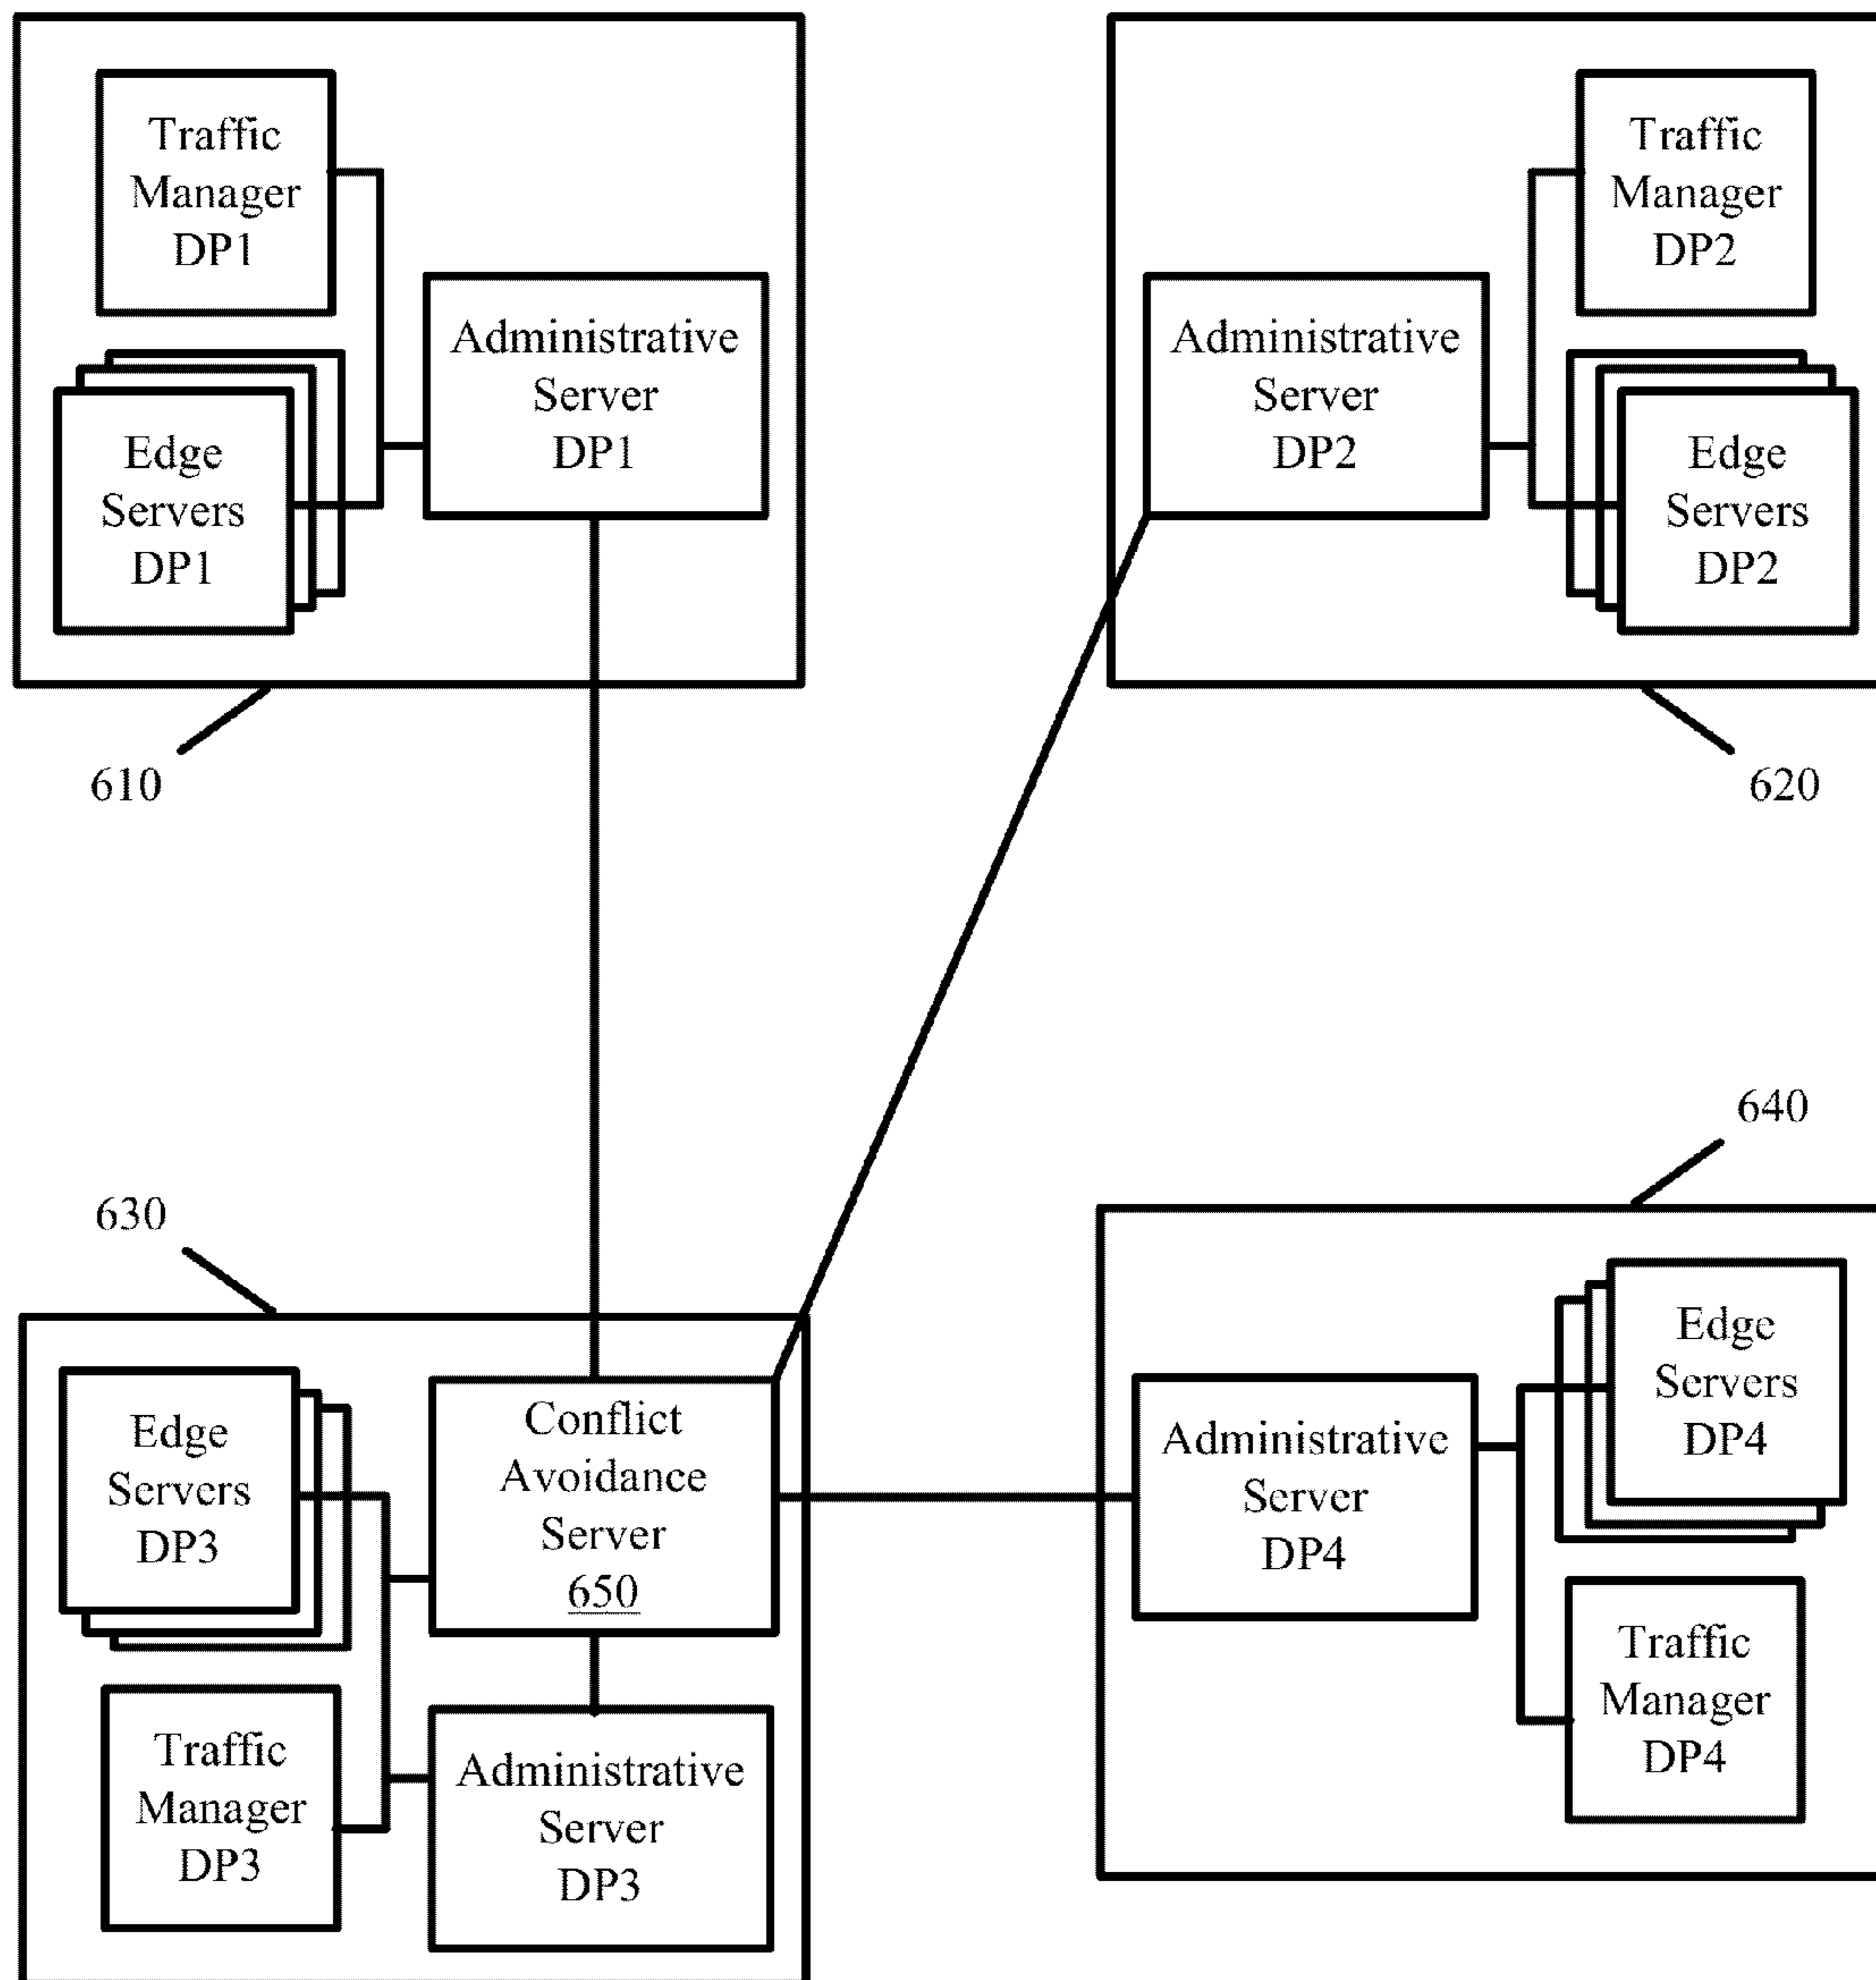 Traffic
Manager
DP1
Administrative
Server
DP1
Edge
Servers
DP1
610
Traffic
Manager
DP2
Administrative
Server
DP2
Edge
Servers
DP2
620
630
Edge
Servers
DP3
Conflict
Avoidance
Server
650
Traffic
Manager
DP3
Administrative
Server
DP3
640
Edge
Servers
DP4
Administrative
Server
DP4
Traffic
Manager
DP4